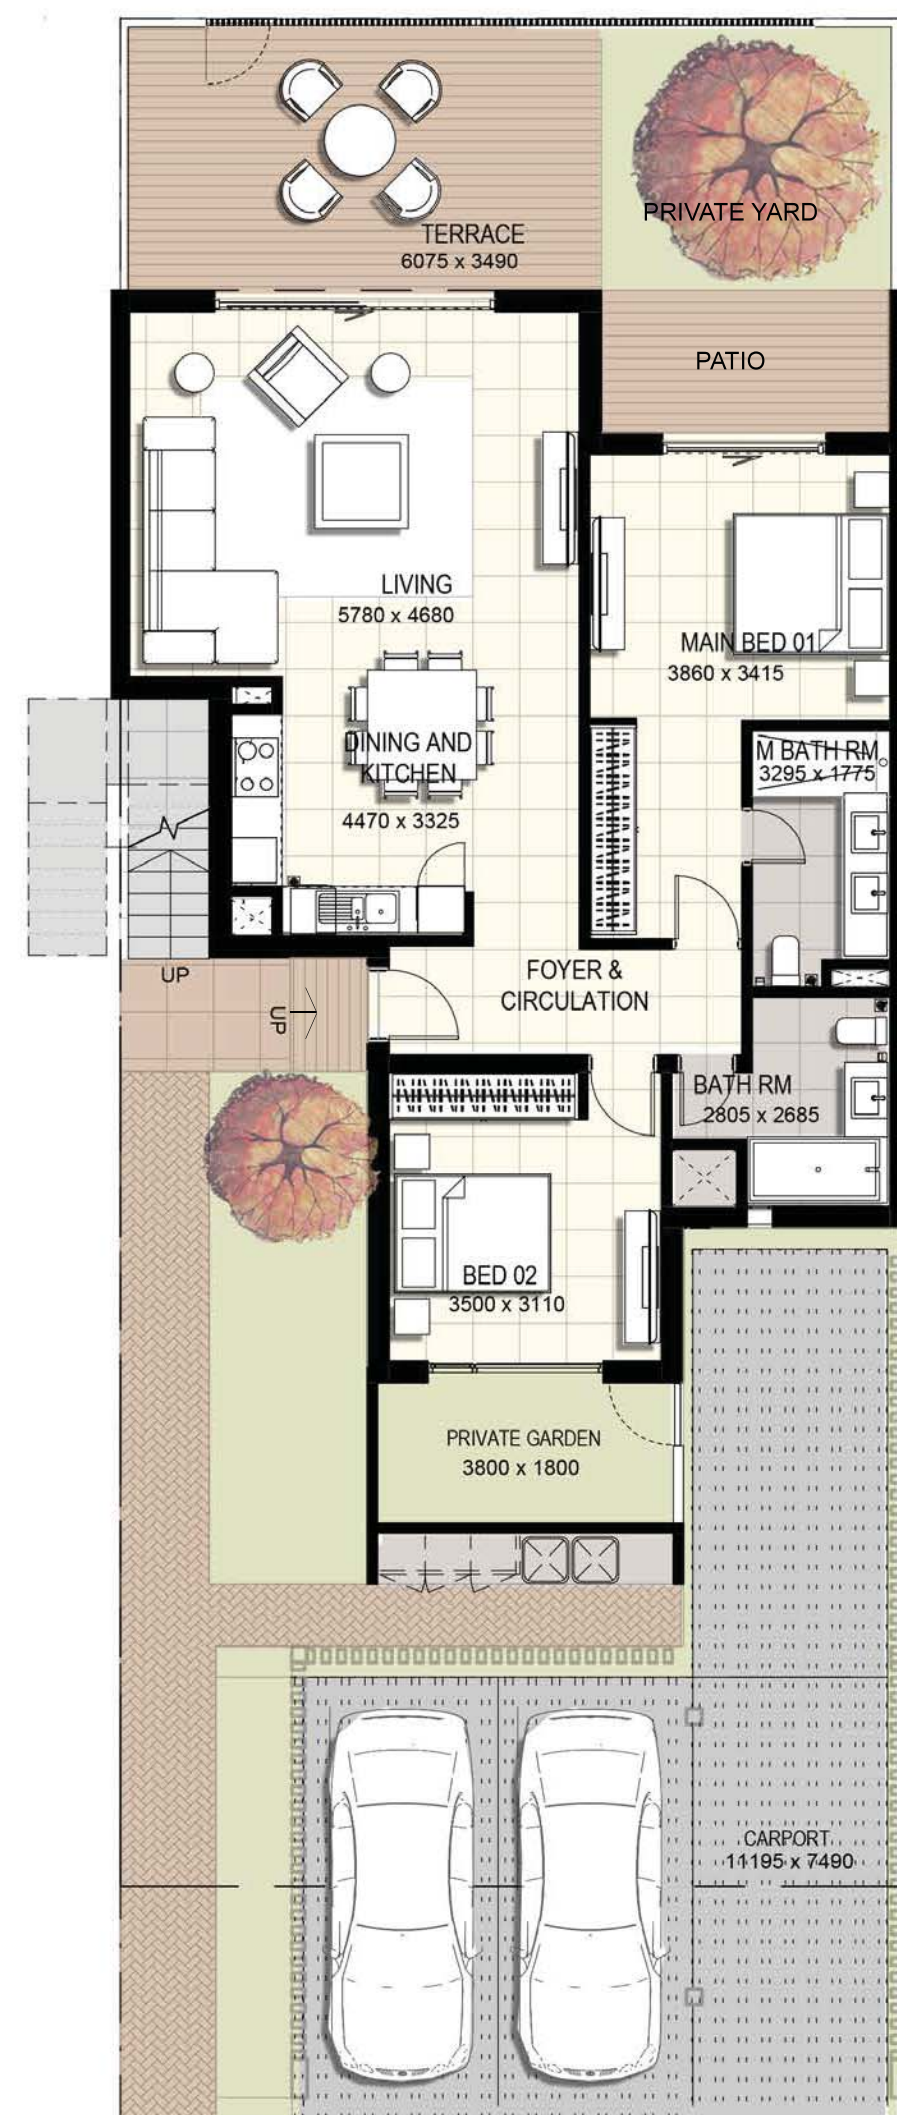 PRIVATE YARD
TERRACE
6075 x 3490
PATIO
LIVING
5780 x 4680
MAIN BED 01
3860 x 3415
DINING AND
KITCHEN
4470 x 3325
M BATH RM
3295 x 1775
UP
UP
FOYER &
CIRCULATION
BATH RM
2805 x 2685
BED 02
3500 x 3110
PRIVATE GARDEN
3800 x 1800
CARPORT
11195 x 7490